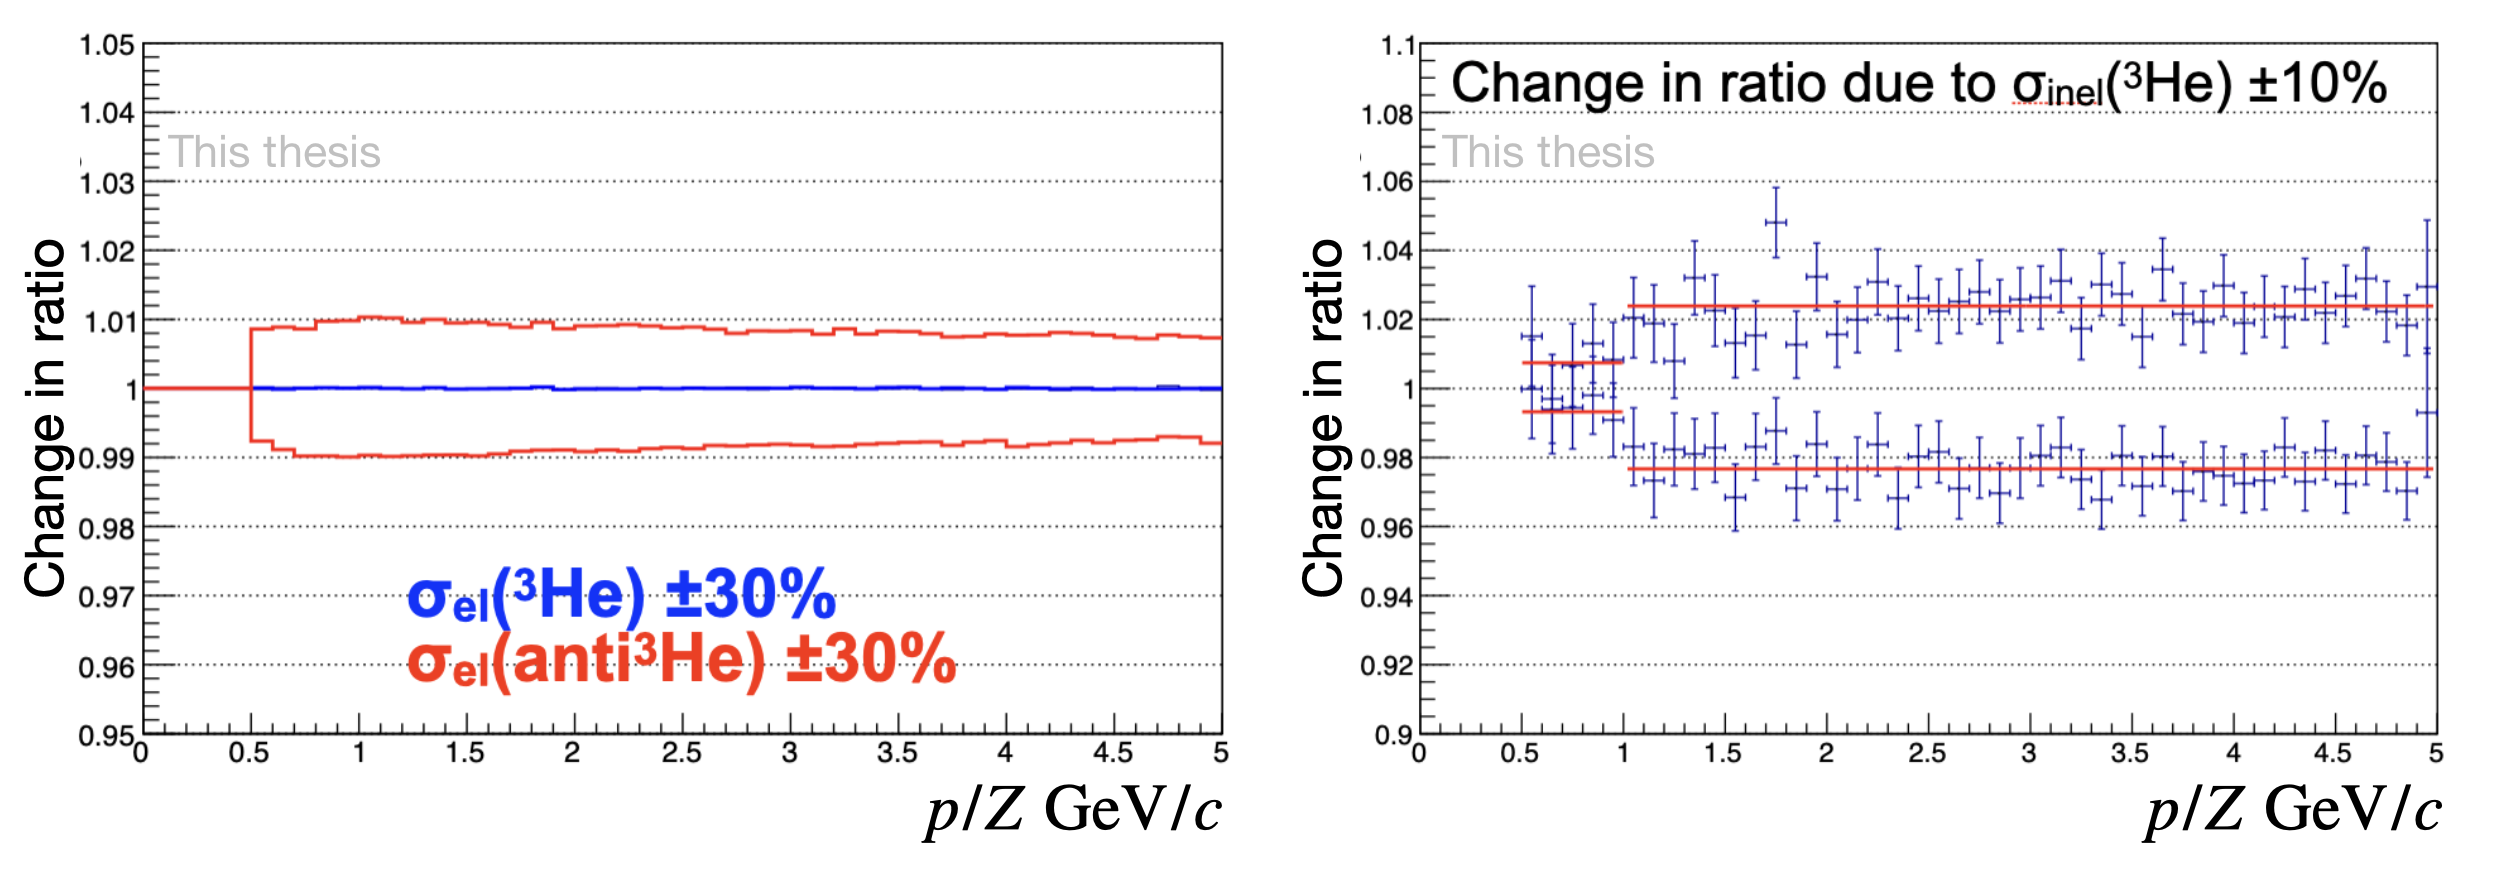 Change in ratio
1.05
1.04
1.03
1.02
1.01
1
0.99
0.98
0.97
0.96
0.95
This thesis
σel(³He) ±30%
σel(anti³He) ±30%
0 0.5 1 1.5 2 2.5 3 3.5 4 4.5 5
p/Z GeV/c
Change in ratio
1.1
1.08
1.06
1.04
1.02
1
0.98
0.96
0.94
0.92
0.9
Change in ratio due to σinel(³He) ±10%
This thesis
0 0.5 1 1.5 2 2.5 3 3.5 4 4.5 5
p/Z GeV/c